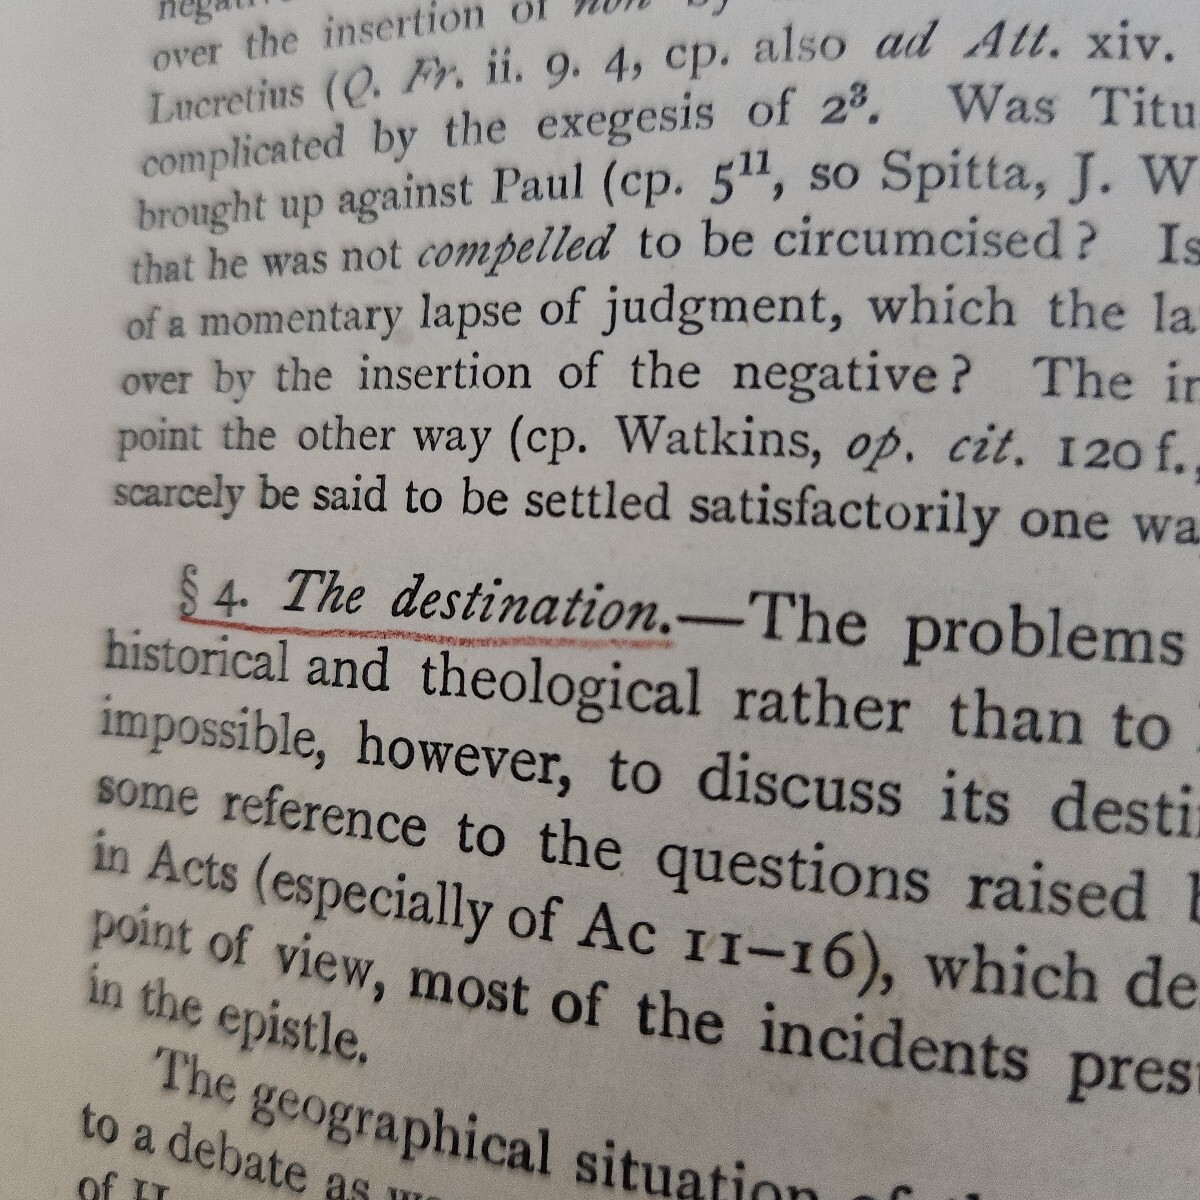 over the insertion of non by
Lucretius (Q. Fr. ii. 9. 4, cp. also ad Att. xiv.
complicated by the exegesis of 2³. Was Titu
brought up against Paul (cp. 5¹¹, so Spitta, J. W
that he was not compelled to be circumcised? Is
of a momentary lapse of judgment, which the la
over by the insertion of the negative? The in
point the other way (cp. Watkins, op. cit. 120 f.,
scarcely be said to be settled satisfactorily one wa
§ 4. The destination.—The problems
historical and theological rather than to
impossible, however, to discuss its desti
some reference to the questions raised b
in Acts (especially of Ac 11–16), which de
point of view, most of the incidents pres
in the epistle.
The geographical situation of
to a debate as
of